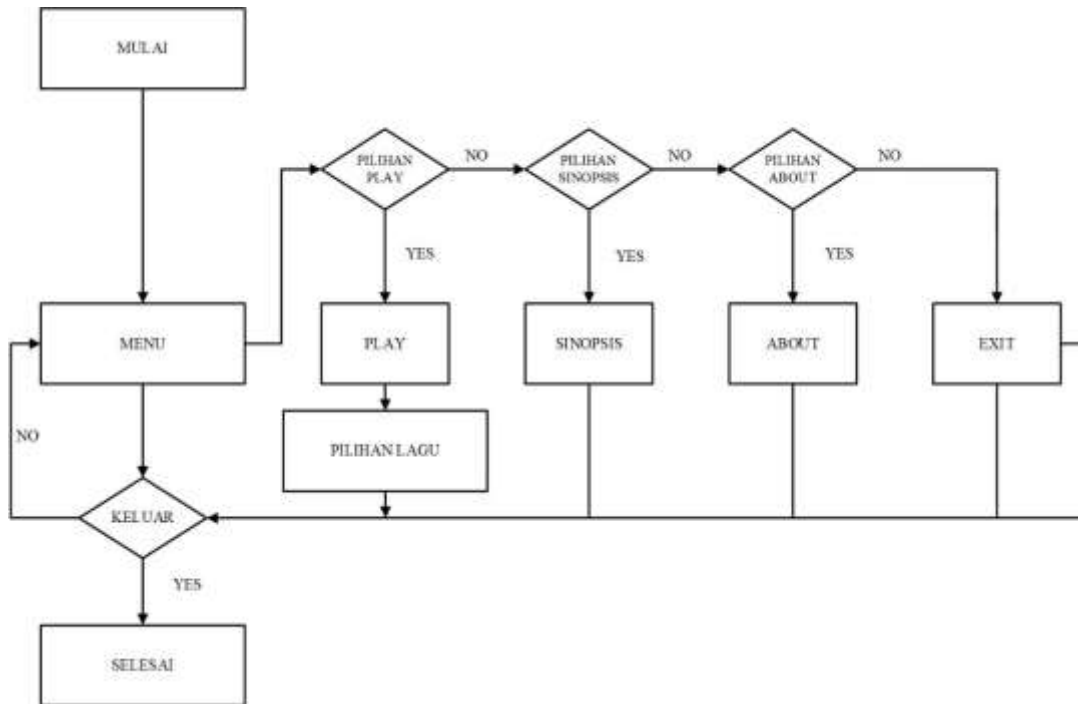 MULAI
PILIHAN
PLAY
NO
PILIHAN
SINOPSIS
NO
PILIHAN
ABOUT
NO
YES
YES
YES
MENU
PLAY
SINOPSIS
ABOUT
EXIT
NO
PILIHAN LAGU
KELUAR
YES
SELESAI